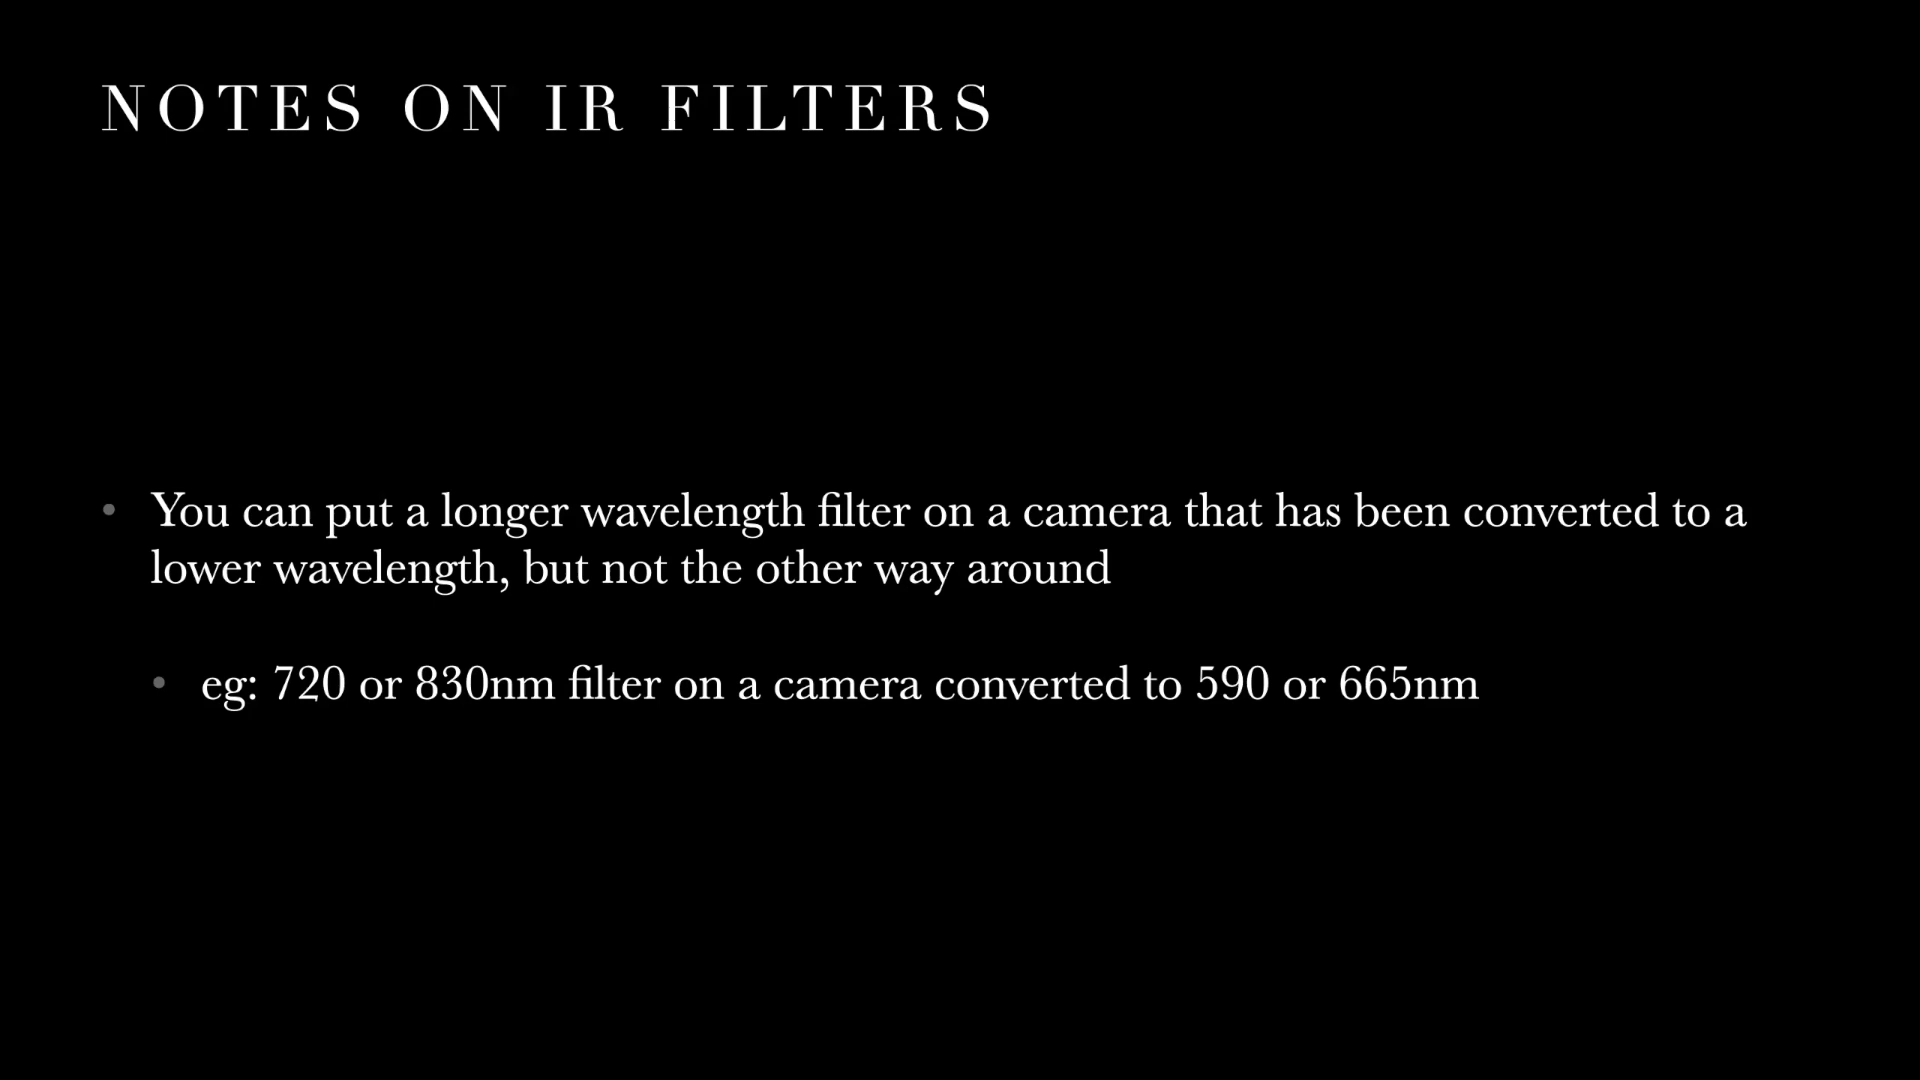 NOTES ON IR FILTERS
• You can put a longer wavelength filter on a camera that has been converted to a
lower wavelength, but not the other way around
• eg: 720 or 830nm filter on a camera converted to 590 or 665nm